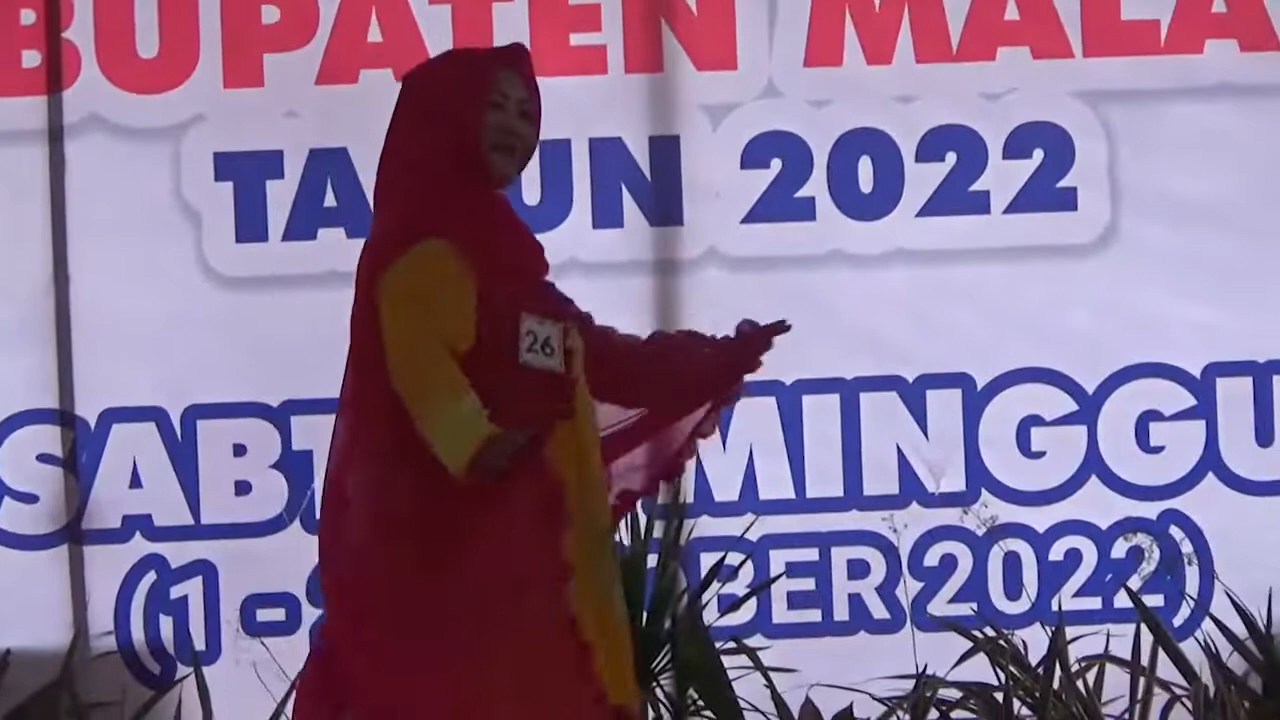 BUPATEN MALA
TA UN 2022
26
SABT MINGGU
(1 - BER 2022)